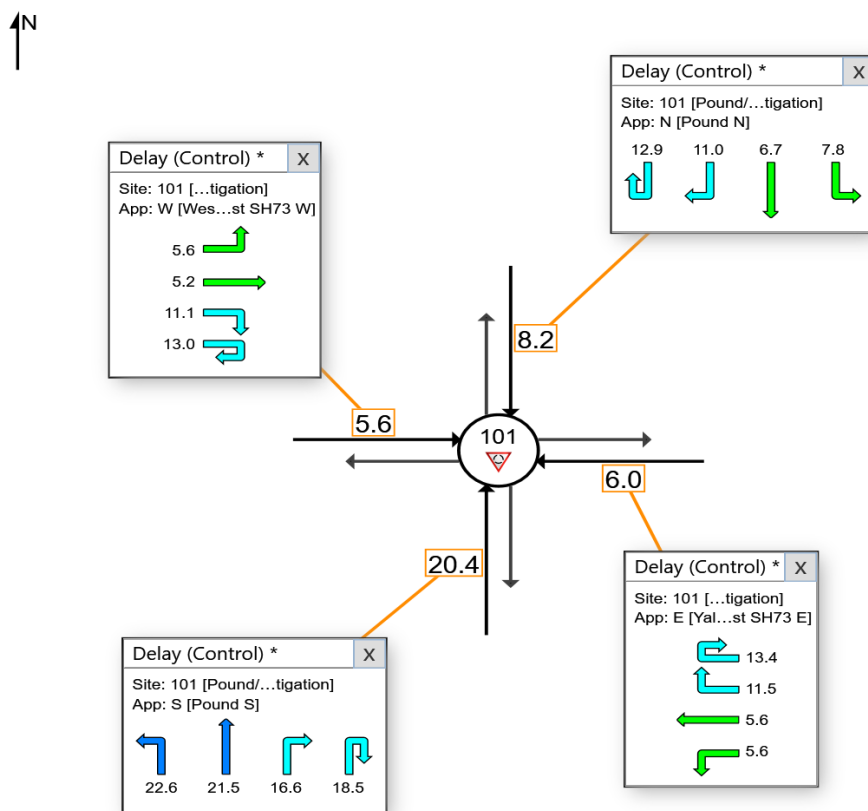 N
Delay (Control) * X
Site: 101 [Pound/...tigation]
App: N [Pound N]
12.9 11.0 6.7 7.8
Delay (Control) * X
Site: 101 [...tigation]
App: W [Wes...st SH73 W]
5.6
5.2
11.1
13.0
8.2
5.6
101
6.0
20.4
Delay (Control) * X
Site: 101 [...tigation]
App: E [Yal...st SH73 E]
13.4
11.5
5.6
5.6
Delay (Control) * X
Site: 101 [Pound/...tigation]
App: S [Pound S]
22.6 21.5 16.6 18.5